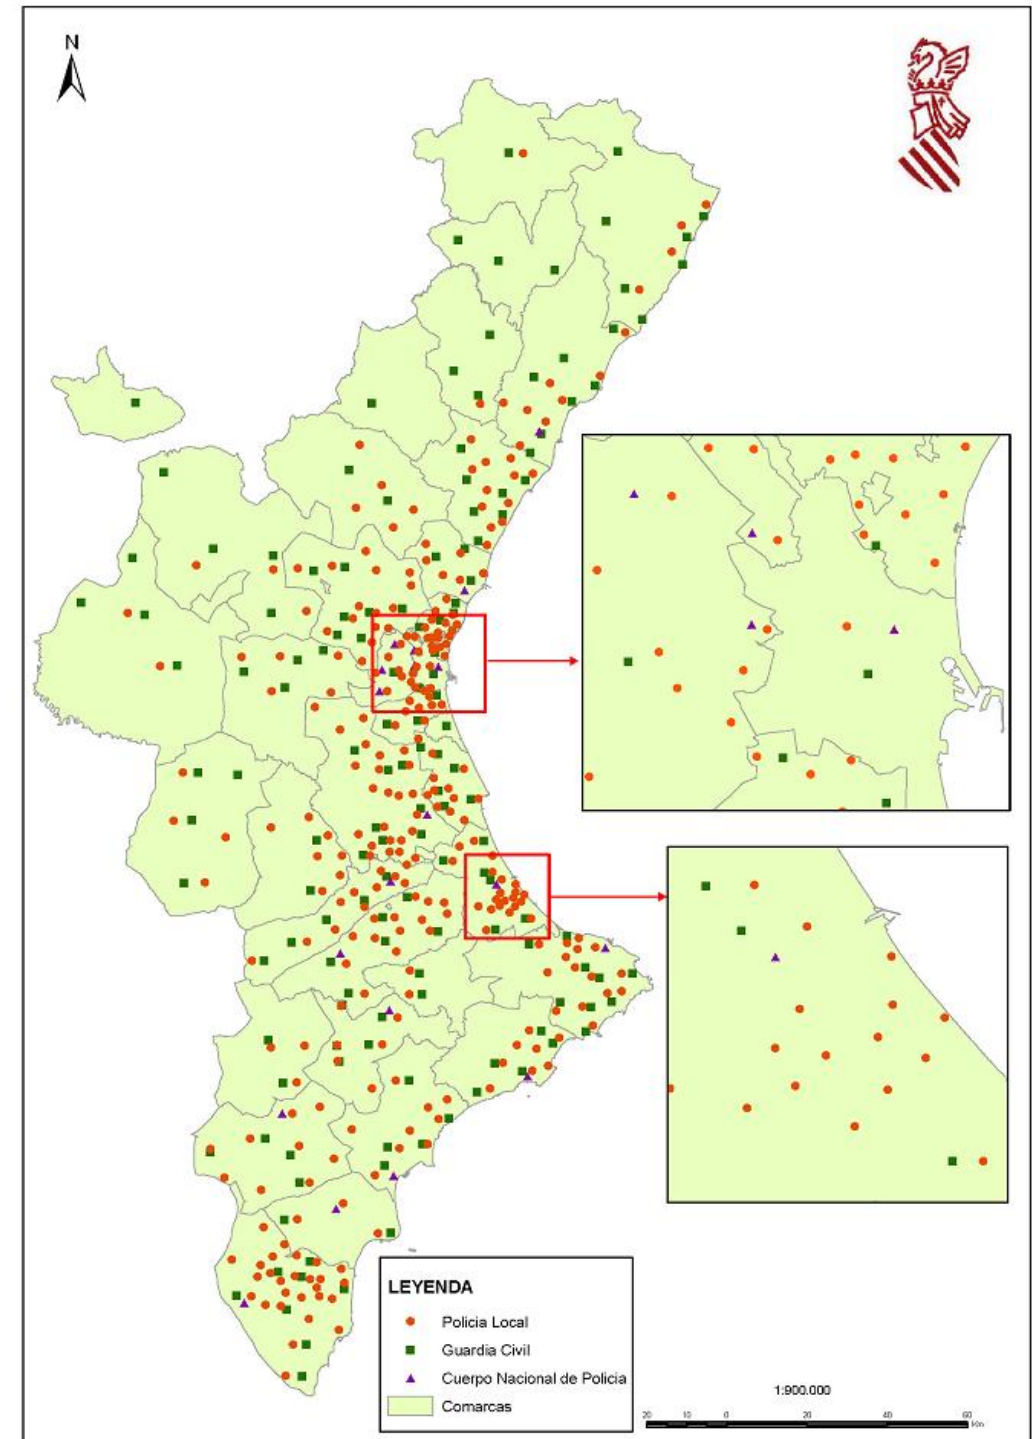 N
LEYENDA
Policia Local
Guardia Civil
Cuerpo Nacional de Policia
Comarcas
1:900.000
20 10 0 20 40 60
Km